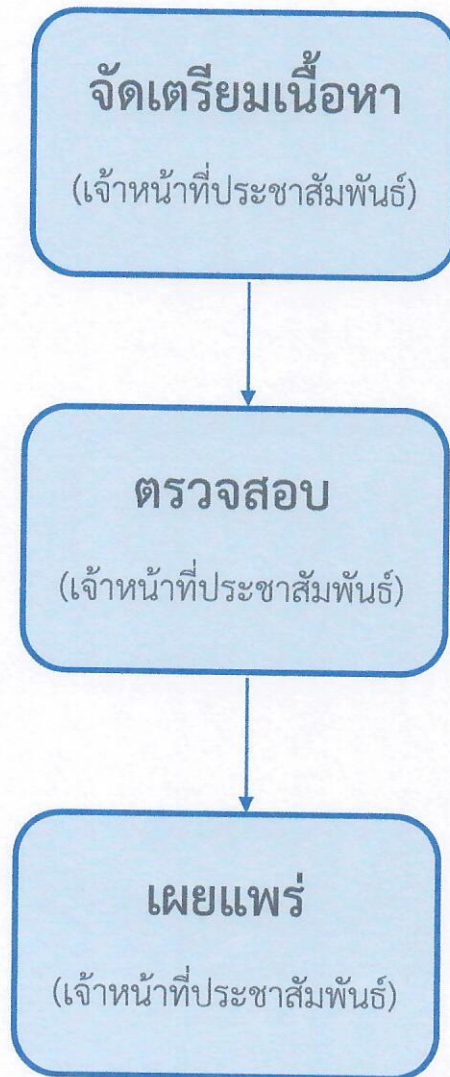 จัดเตรียมเนื้อหา
(เจ้าหน้าที่ประชาสัมพันธ์)
ตรวจสอบ
(เจ้าหน้าที่ประชาสัมพันธ์)
เผยแพร่
(เจ้าหน้าที่ประชาสัมพันธ์)